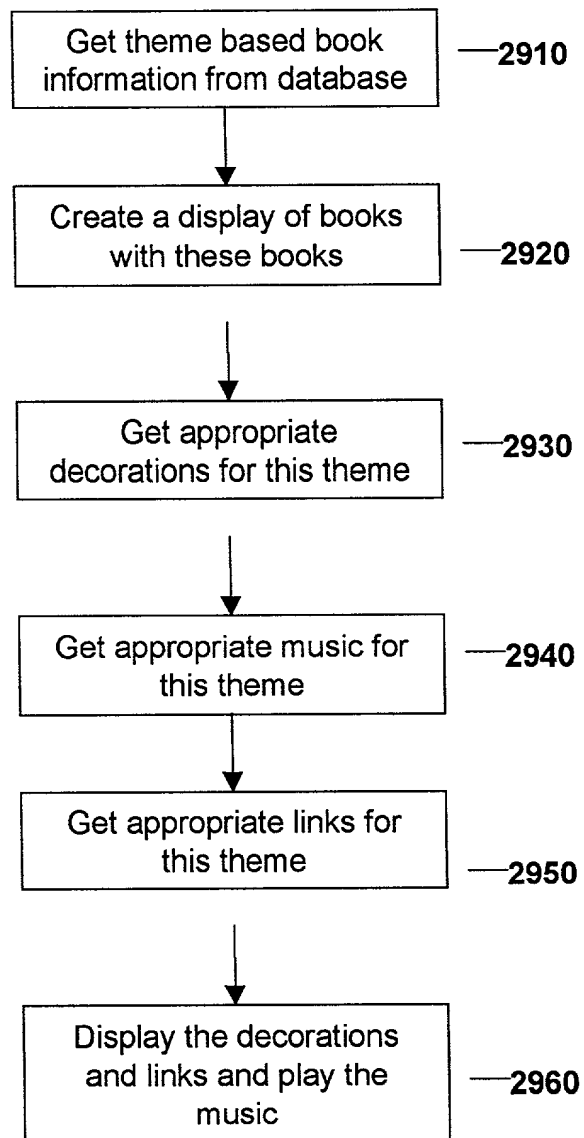 Get theme based book
information from database
2910
Create a display of books
with these books
2920
Get appropriate
decorations for this theme
2930
Get appropriate music for
this theme
2940
Get appropriate links for
this theme
2950
Display the decorations
and links and play the
music
2960